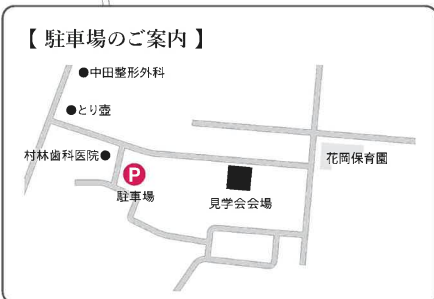 【 駐車場のご案内 】
●中田整形外科
●とり壺
村林歯科医院●
P
駐車場
見学会会場
花岡保育園